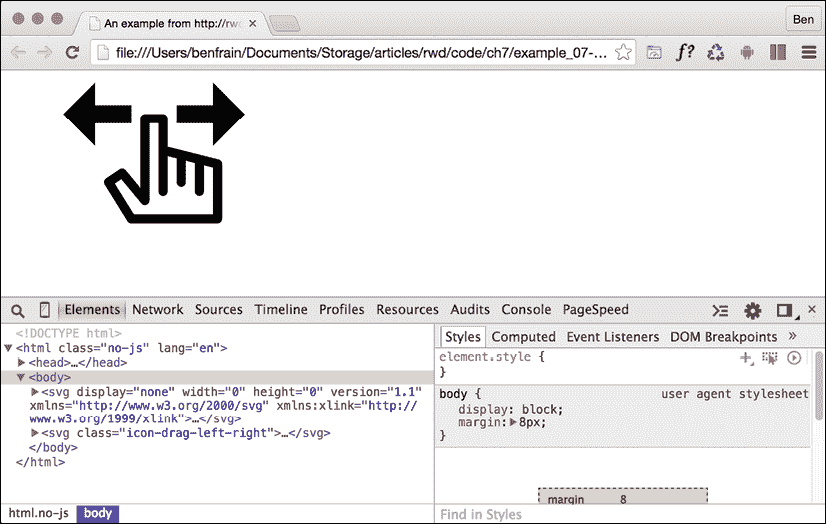 An example from http://rwd
Ben
file:///Users/benfrain/Documents/Storage/articles/rwd/code/ch7/example_07-...
f?
Elements Network Sources Timeline Profiles Resources Audits Console PageSpeed
<!DOCTYPE html>
<html class="no-js" lang="en">
<head>…</head>
<body>
<svg display="none" width="0" height="0" version="1.1"
xmlns="http://www.w3.org/2000/svg" xmlns:xlink="http://
www.w3.org/1999/xlink">…</svg>
<svg class="icon-drag-left-right">…</svg>
</body>
</html>
html.no-js body
Styles Computed Event Listeners DOM Breakpoints »
element.style {
}
body { user agent stylesheet
display: block;
margin: 8px;
}
margin 8
Find in Styles